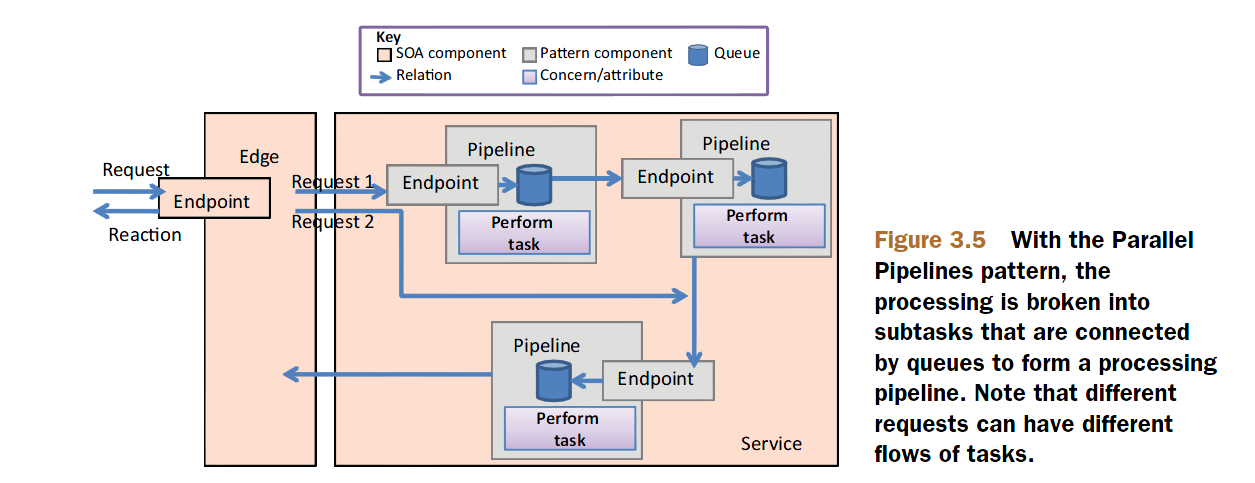 Key
SOA component
Pattern component
Queue
Relation
Concern/attribute
Edge
Request
Endpoint
Reaction
Request 1
Request 2
Pipeline
Endpoint
Perform
task
Pipeline
Endpoint
Perform
task
Pipeline
Endpoint
Perform
task
Service
Figure 3.5 With the Parallel
Pipelines pattern, the
processing is broken into
subtasks that are connected
by queues to form a processing
pipeline. Note that different
requests can have different
flows of tasks.